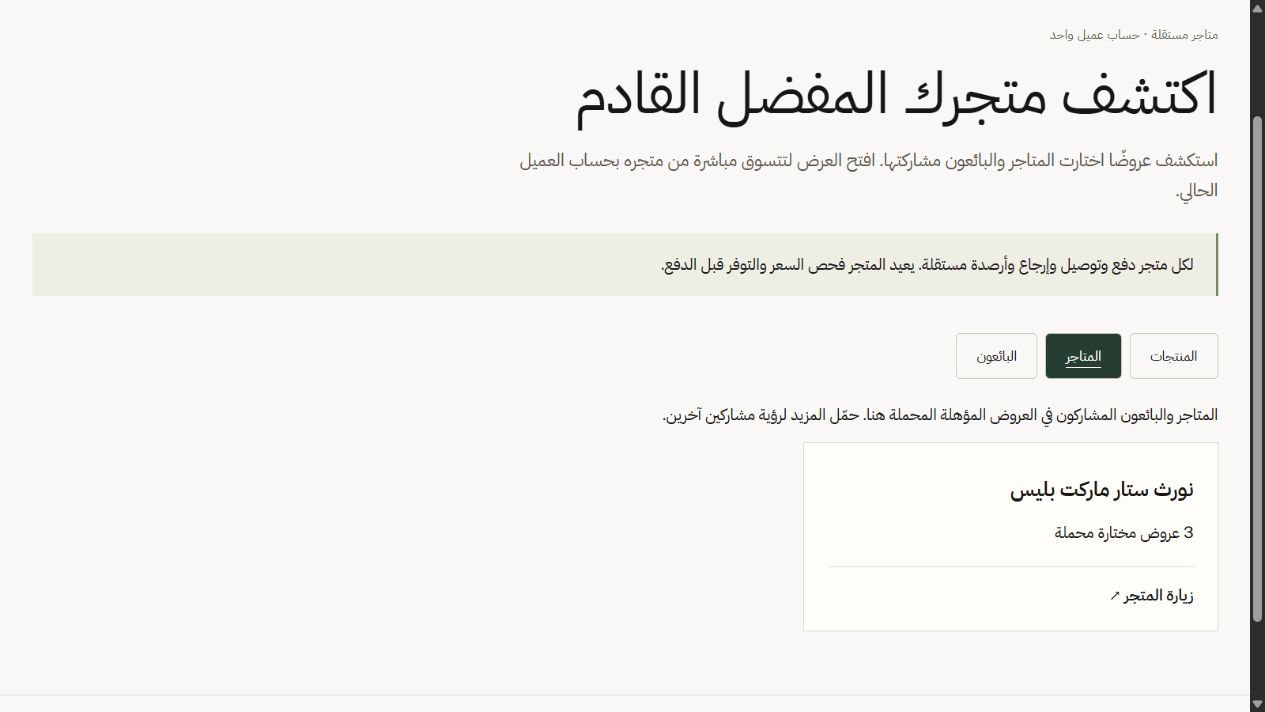 متاجر مستقلة · حساب عميل واحد
اكتشف متجرك المفضل القادم
استكشف عروضًا اختارت المتاجر والبائعون مشاركتها. افتح العرض لتتسوق مباشرة من متجره بحساب العميل
الحالي.
لكل متجر دفع وتوصيل وإرجاع وأرصدة مستقلة. يعيد المتجر فحص السعر والتوفر قبل الدفع.
المنتجات
المتاجر
البائعون
المتاجر والبائعون المشاركون في العروض المؤهلة المحملة هنا. حمّل المزيد لرؤية مشاركين آخرين.
نورث ستار ماركت بليس
3 عروض مختارة محملة
زيارة المتجر ↗